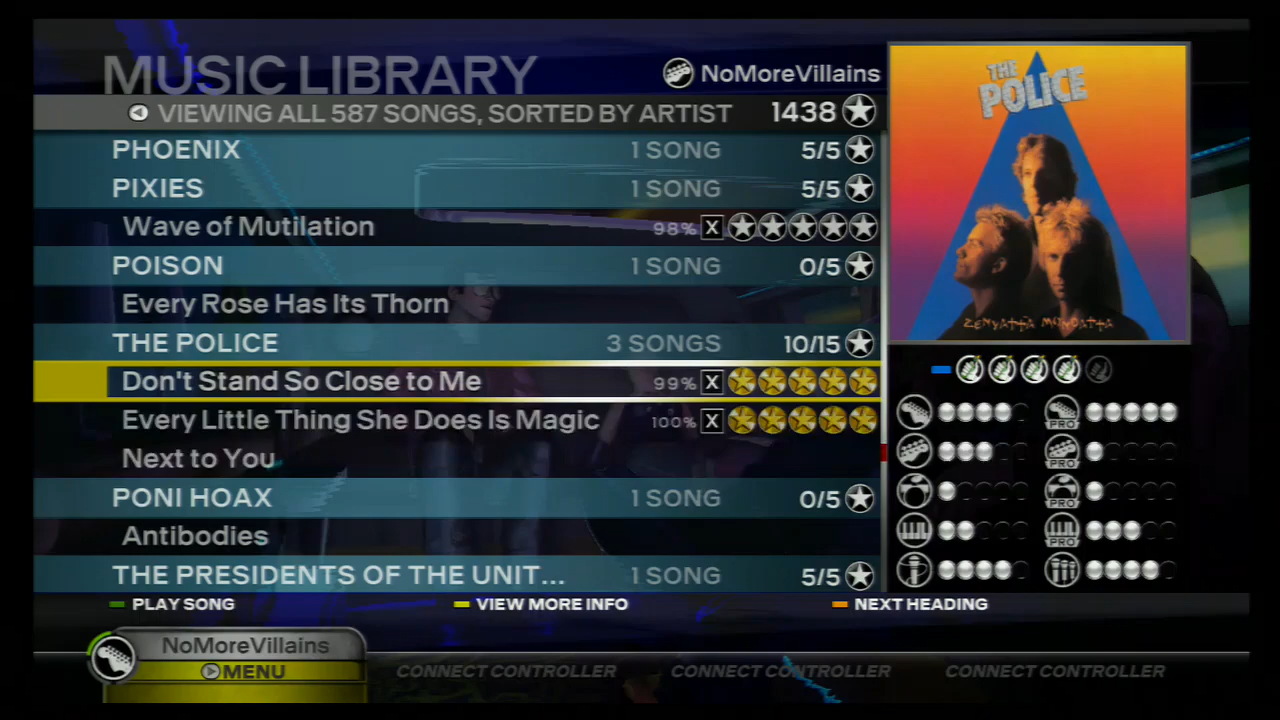 MUSIC LIBRARY
NoMoreVillains
VIEWING ALL 587 SONGS, SORTED BY ARTIST 1438
PHOENIX 1 SONG 5/5
PIXIES 1 SONG 5/5
Wave of Mutilation 98% X
POISON 1 SONG 0/5
Every Rose Has Its Thorn
THE POLICE 3 SONGS 10/15
Don't Stand So Close to Me 99% X
Every Little Thing She Does Is Magic 100% X
Next to You
PONI HOAX 1 SONG 0/5
Antibodies
THE PRESIDENTS OF THE UNIT... 1 SONG 5/5
THE
POLICE
ZENYATTA MONDATTA
PRO
PRO
PRO
PRO
PLAY SONG VIEW MORE INFO NEXT HEADING
NoMoreVillains
MENU
CONNECT CONTROLLER CONNECT CONTROLLER CONNECT CONTROLLER